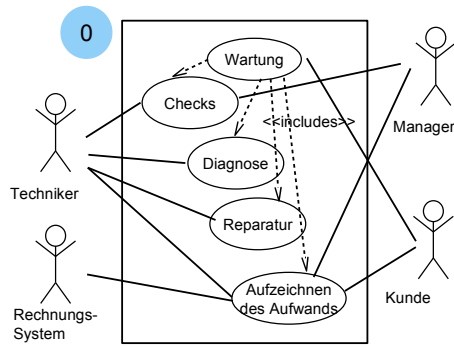 0
Wartung
Checks
<<includes>>
Manager
Diagnose
Techniker
Reparatur
Aufzeichnen
des Aufwands
Kunde
Rechnungs-
System